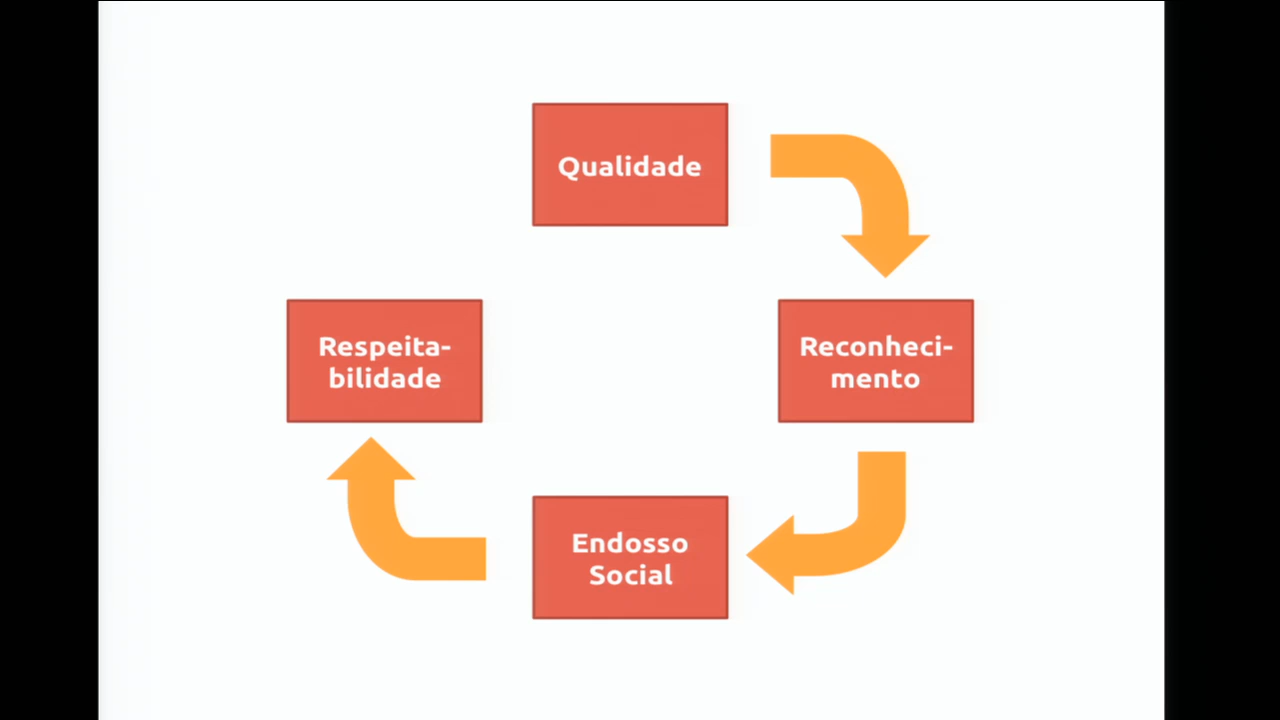 Qualidade
Reconheci-
mento
Endosso
Social
Respeita-
bilidade